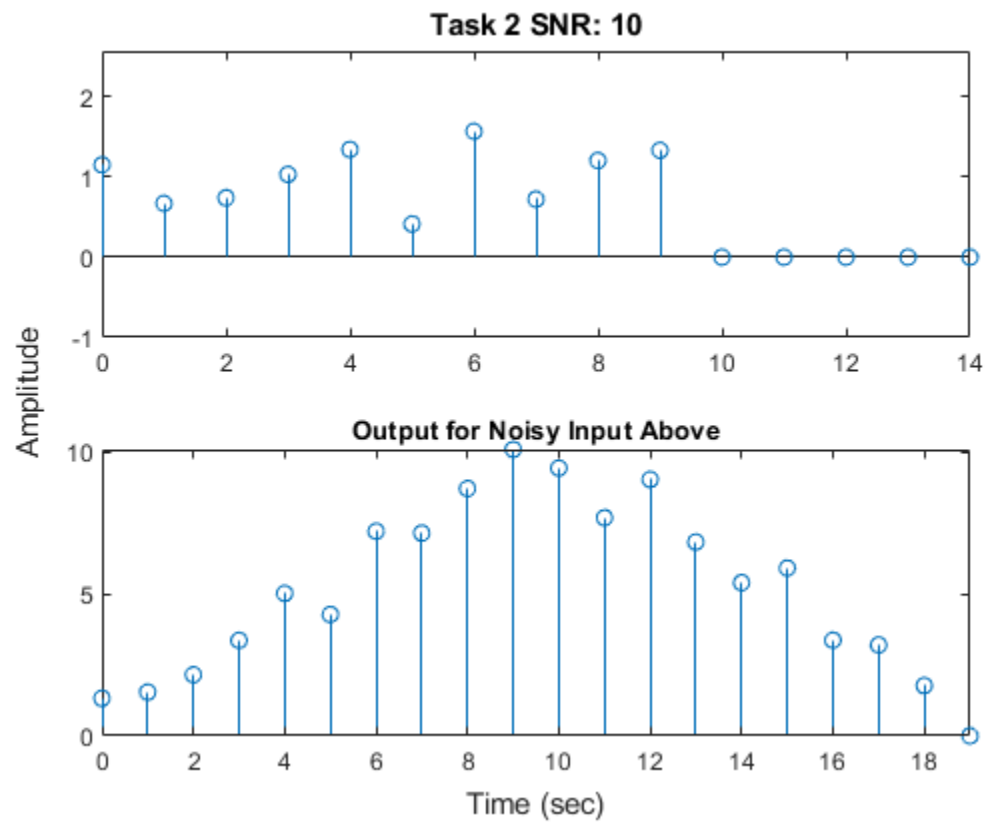 Task 2 SNR: 10
2
1
0
-1
0 2 4 6 8 10 12 14
Amplitude
Output for Noisy Input Above
10
5
0
0 2 4 6 8 10 12 14 16 18
Time (sec)